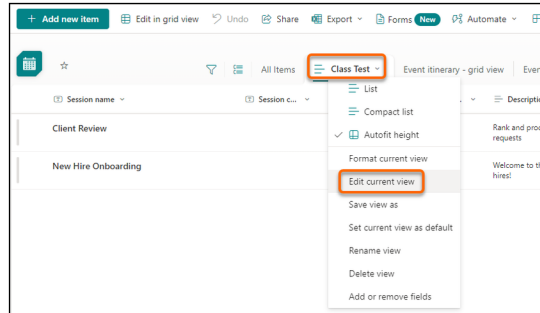 + Add new item Edit in grid view Undo Share Export Forms New Automate
All Items Class Test Event itinerary - grid view
Session name Session c...
Client Review Rank and
requests
New Hire Onboarding Welcome to
hires!
List
Compact list
Autofit height
Format current view
Edit current view
Save view as
Set current view as default
Rename view
Delete view
Add or remove fields